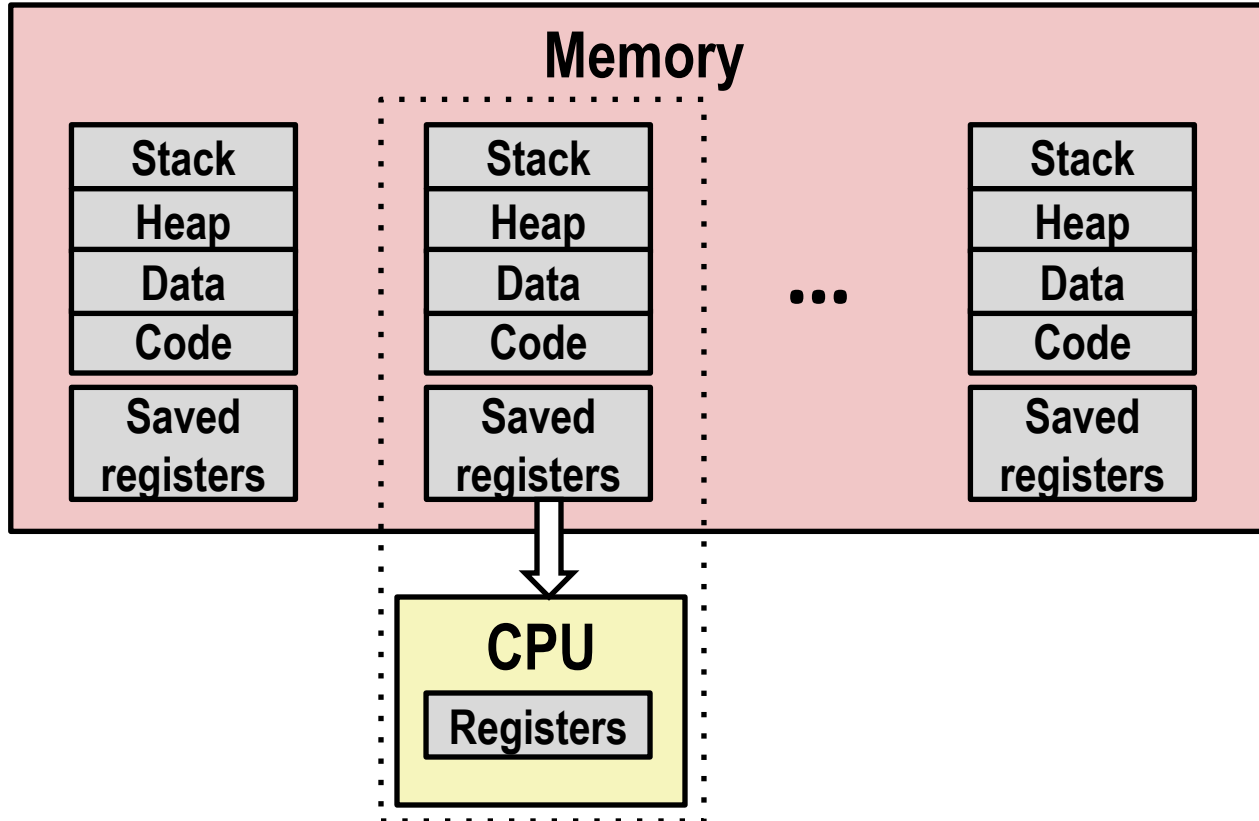 Memory
Stack
Heap
Data
Code
Saved
registers
Stack
Heap
Data
Code
Saved
registers
...
Stack
Heap
Data
Code
Saved
registers
CPU
Registers